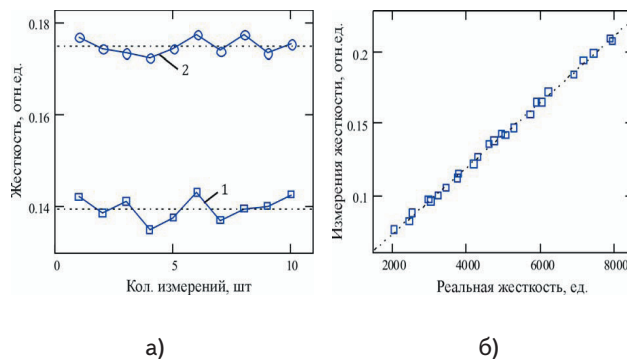 Жесткость, отн.ед.
0.18
0.16
0.14
0
5
10
Кол. измерений, шт
2
1
а)
Измерения жесткости, отн.ед.
0.2
0.15
0.1
2000
4000
6000
8000
Реальная жесткость, ед.
б)